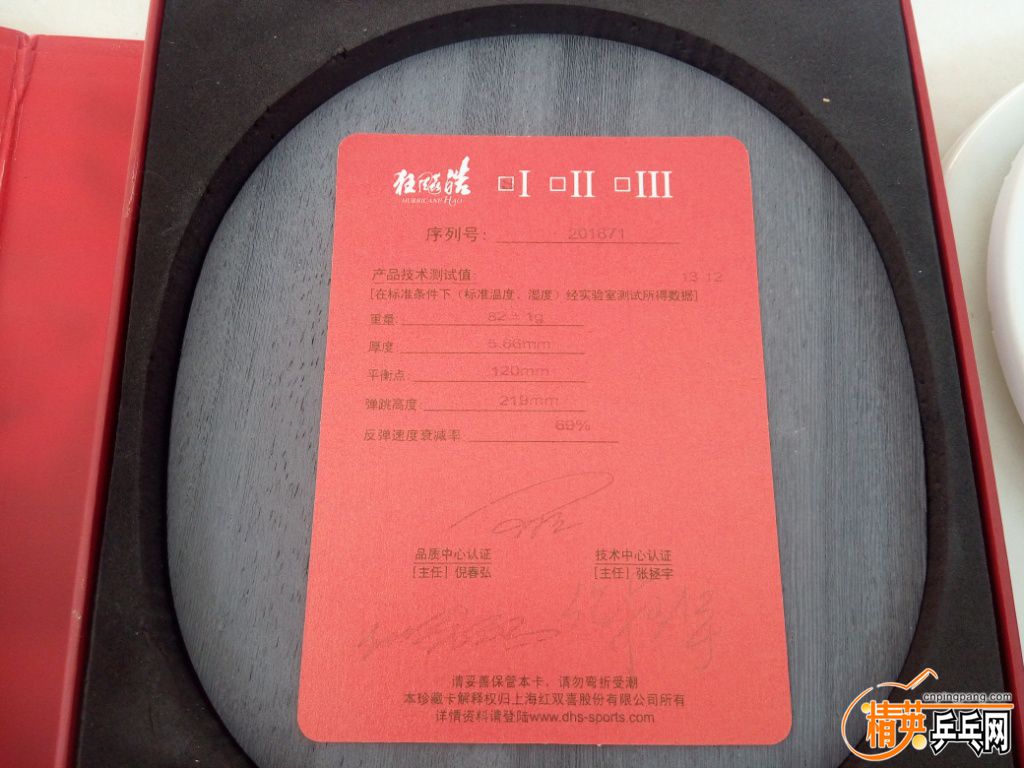 狂飚皓 I II III
HURRICANE HAO
序列号: 201671
产品技术测试值: 13 12
[在标准条件下（标准温度、湿度）经实验室测试所得数据]
重量: 82±1g
厚度: 5.66mm
平衡点: 120mm
弹跳高度: 219mm
反弹速度衰减率: 69%
品质中心认证 技术中心认证
[主任] 倪春弘 [主任] 张拯宇
请妥善保管本卡，请勿弯折受潮
本珍藏卡解释权归上海红双喜股份有限公司所有
详情资料请登陆www.dhs-sports.com
cnpingpang.com
精英乒乓网